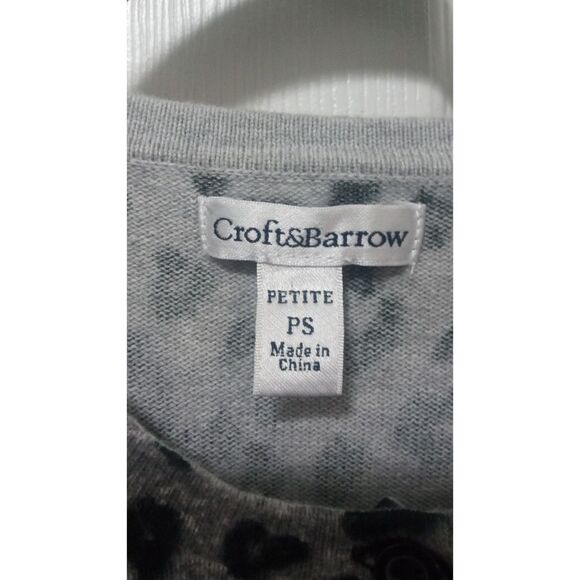 Croft&Barrow
PETITE
PS
Made in
China